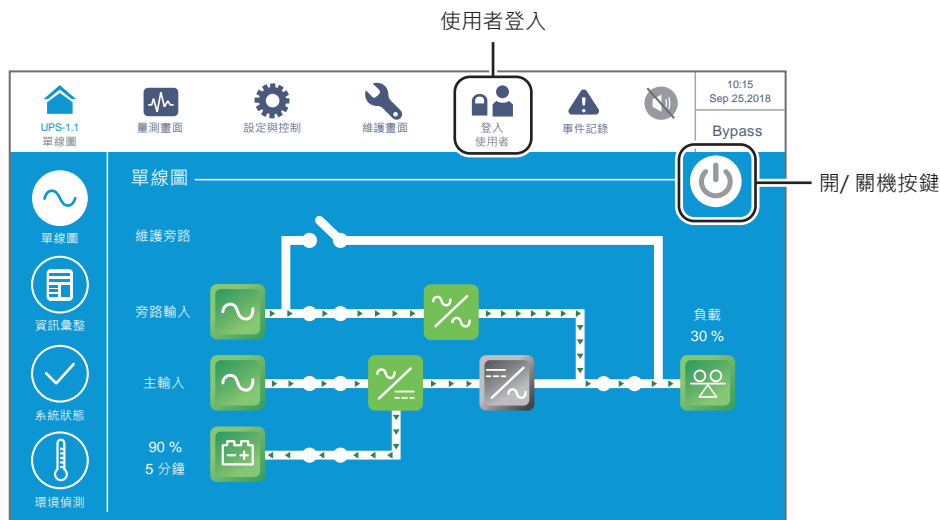 使用者登入
UPS-1.1
單線圖
量測畫面
設定與控制
維護畫面
登入
使用者
事件記錄
10:15
Sep 25,2018
Bypass
單線圖
開/ 關機按鍵
單線圖
維護旁路
資訊彙整
旁路輸入
負載
30 %
主輸入
系統狀態
90 %
5 分鐘
環境偵測